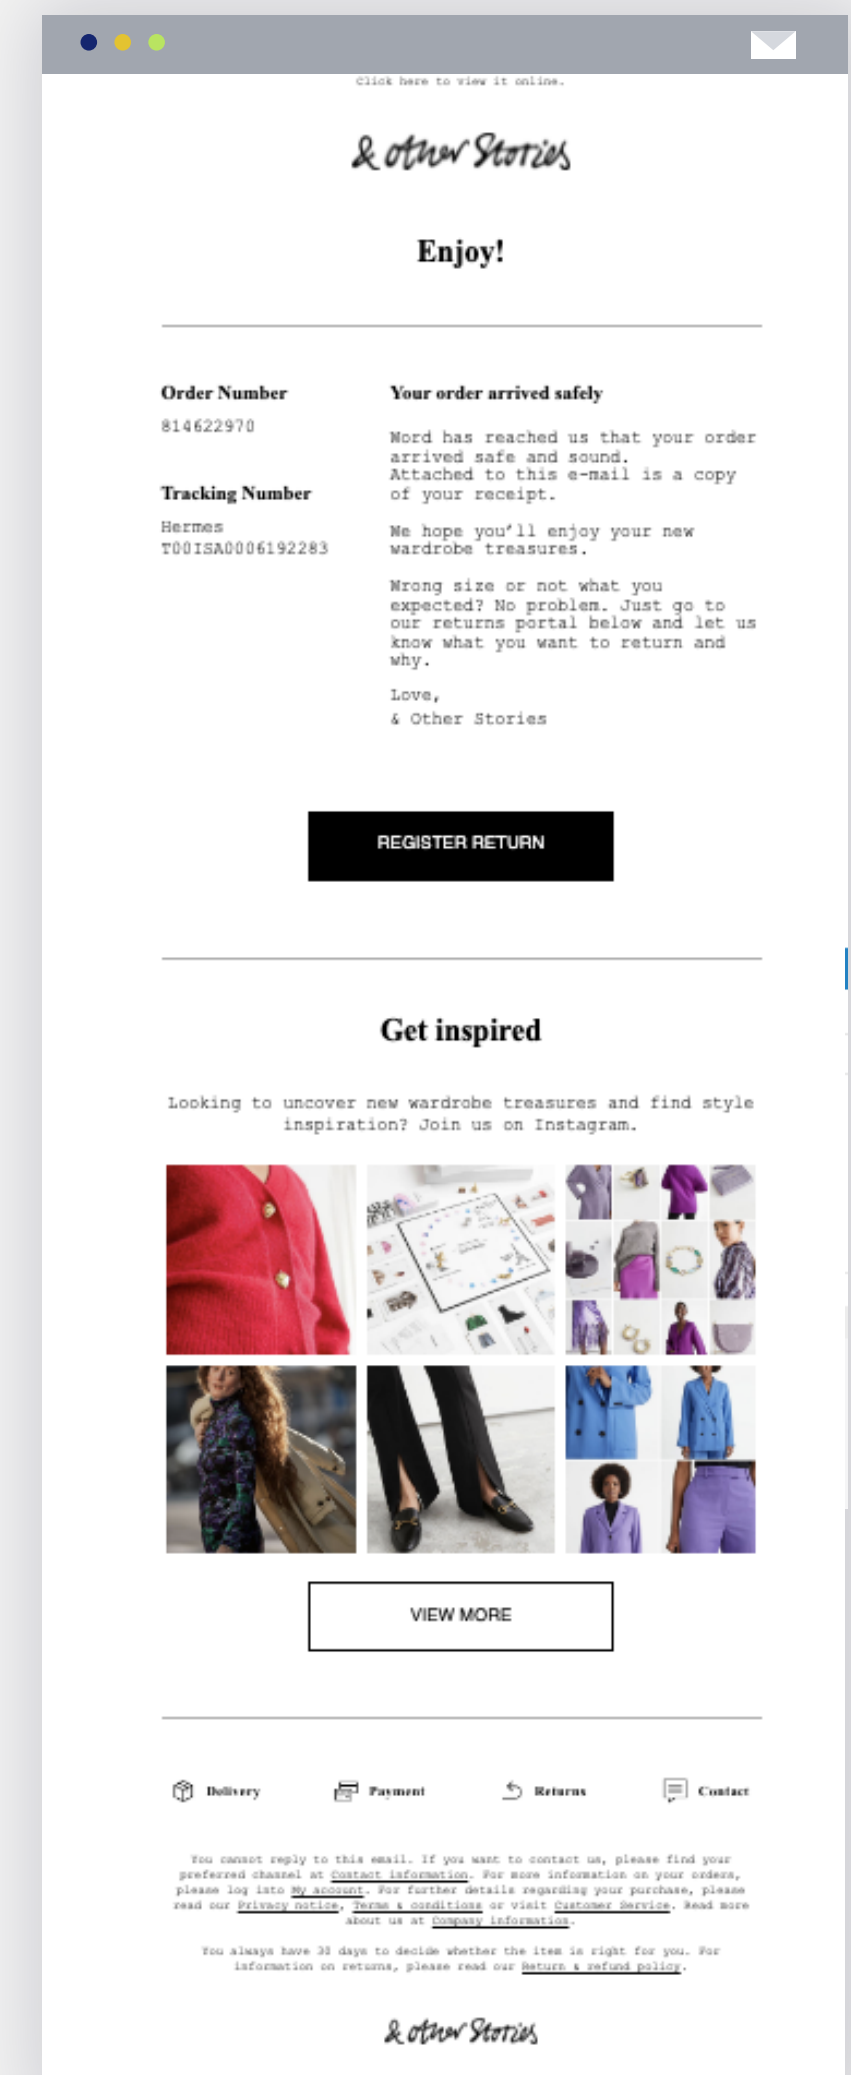 Click here to view it online.
& other Stories
Enjoy!
Order Number
814622970
Tracking Number
Hermes
T00ISA0006192283
Your order arrived safely
Word has reached us that your order
arrived safe and sound.
Attached to this e-mail is a copy
of your receipt.
We hope you'll enjoy your new
wardrobe treasures.
Wrong size or not what you
expected? No problem. Just go to
our returns portal below and let us
know what you want to return and
why.
Love,
& Other Stories
REGISTER RETURN
Get inspired
Looking to uncover new wardrobe treasures and find style
inspiration? Join us on Instagram.
VIEW MORE
Delivery Payment Returns Contact
You cannot reply to this email. If you want to contact us, please find your
preferred channel at Contact information. For more information on your orders,
please log into My account. For further details regarding your purchase, please
read our Privacy notice, Terms & conditions or visit Customer Service. Read more
about us at Company information.
You always have 30 days to decide whether the item is right for you. For
information on returns, please read our Return & refund policy.
& other Stories